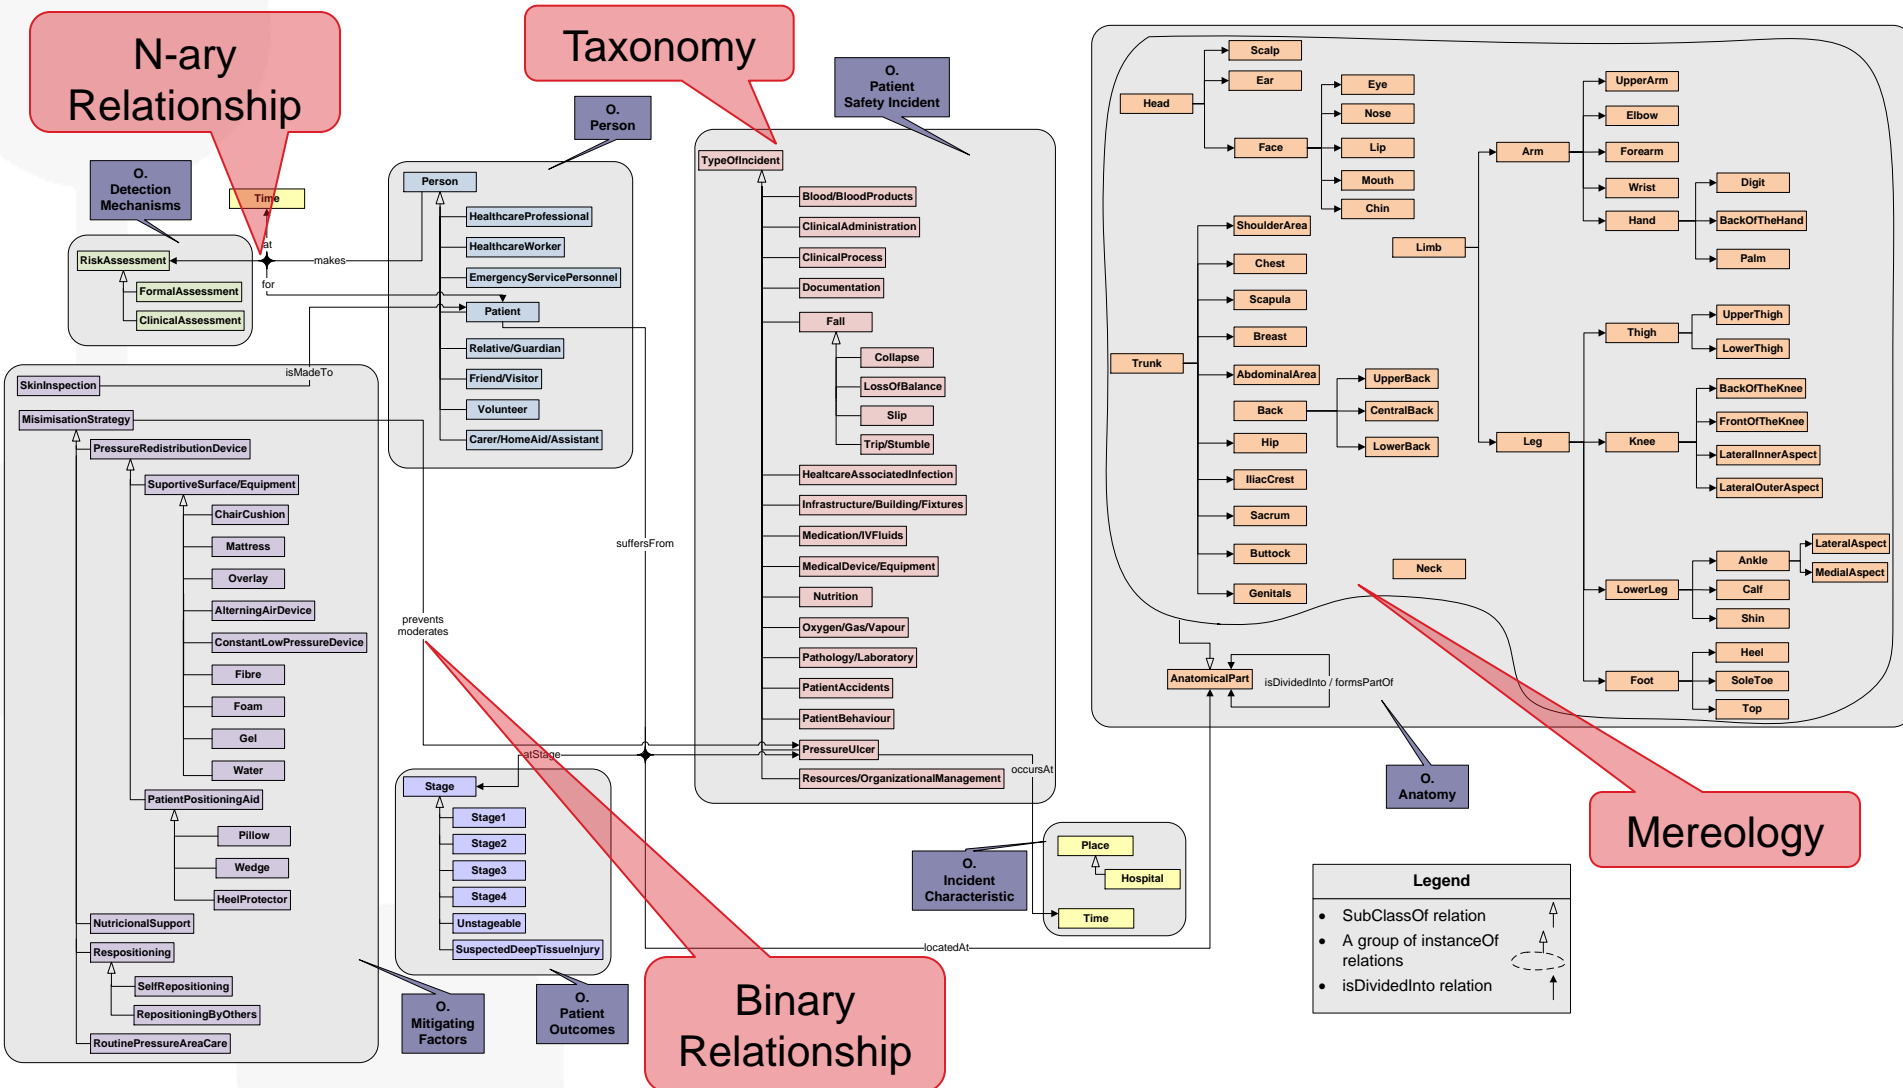 N-ary
Relationship
Taxonomy
O.
Patient
Safety Incident
O.
Person
O.
Detection
Mechanisms
Time
at
for
makes
RiskAssessment
FormalAssessment
ClinicalAssessment
Person
HealthcareProfessional
HealthcareWorker
EmergencyServicePersonnel
Patient
Relative/Guardian
Friend/Visitor
Volunteer
Carer/HomeAid/Assistant
isMadeTo
SkinInspection
MisimisationStrategy
PressureRedistributionDevice
SuportiveSurface/Equipment
ChairCushion
Mattress
Overlay
AlterningAirDevice
ConstantLowPressureDevice
Fibre
Foam
Gel
Water
PatientPositioningAid
Pillow
Wedge
HeelProtector
NutricionalSupport
Respositioning
SelfRepositioning
RepositioningByOthers
RoutinePressureAreaCare
O.
Mitigating
Factors
prevents
moderates
suffersFrom
atStage
Stage
Stage1
Stage2
Stage3
Stage4
Unstageable
SuspectedDeepTissueInjury
O.
Patient
Outcomes
TypeOfIncident
Blood/BloodProducts
ClinicalAdministration
ClinicalProcess
Documentation
Fall
Collapse
LossOfBalance
Slip
Trip/Stumble
HealtcareAssociatedInfection
Infrastructure/Building/Fixtures
Medication/IVFluids
MedicalDevice/Equipment
Nutrition
Oxygen/Gas/Vapour
Pathology/Laboratory
PatientAccidents
PatientBehaviour
PressureUlcer
Resources/OrganizationalManagement
occursAt
O.
Incident
Characteristic
Place
Hospital
Time
locatedAt
Binary
Relationship
Head
Scalp
Ear
Face
Eye
Nose
Lip
Mouth
Chin
Trunk
ShoulderArea
Chest
Scapula
Breast
AbdominalArea
Back
UpperBack
CentralBack
LowerBack
Hip
IliacCrest
Sacrum
Buttock
Genitals
Neck
Limb
Arm
UpperArm
Elbow
Forearm
Wrist
Hand
Digit
BackOfTheHand
Palm
Leg
Thigh
UpperThigh
LowerThigh
Knee
BackOfTheKnee
FrontOfTheKnee
LateralInnerAspect
LateralOuterAspect
LowerLeg
Ankle
LateralAspect
MedialAspect
Calf
Shin
Foot
Heel
SoleToe
Top
AnatomicalPart
isDividedInto / formsPartOf
O.
Anatomy
Mereology
Legend
• SubClassOf relation
• A group of instanceOf
relations
• isDividedInto relation